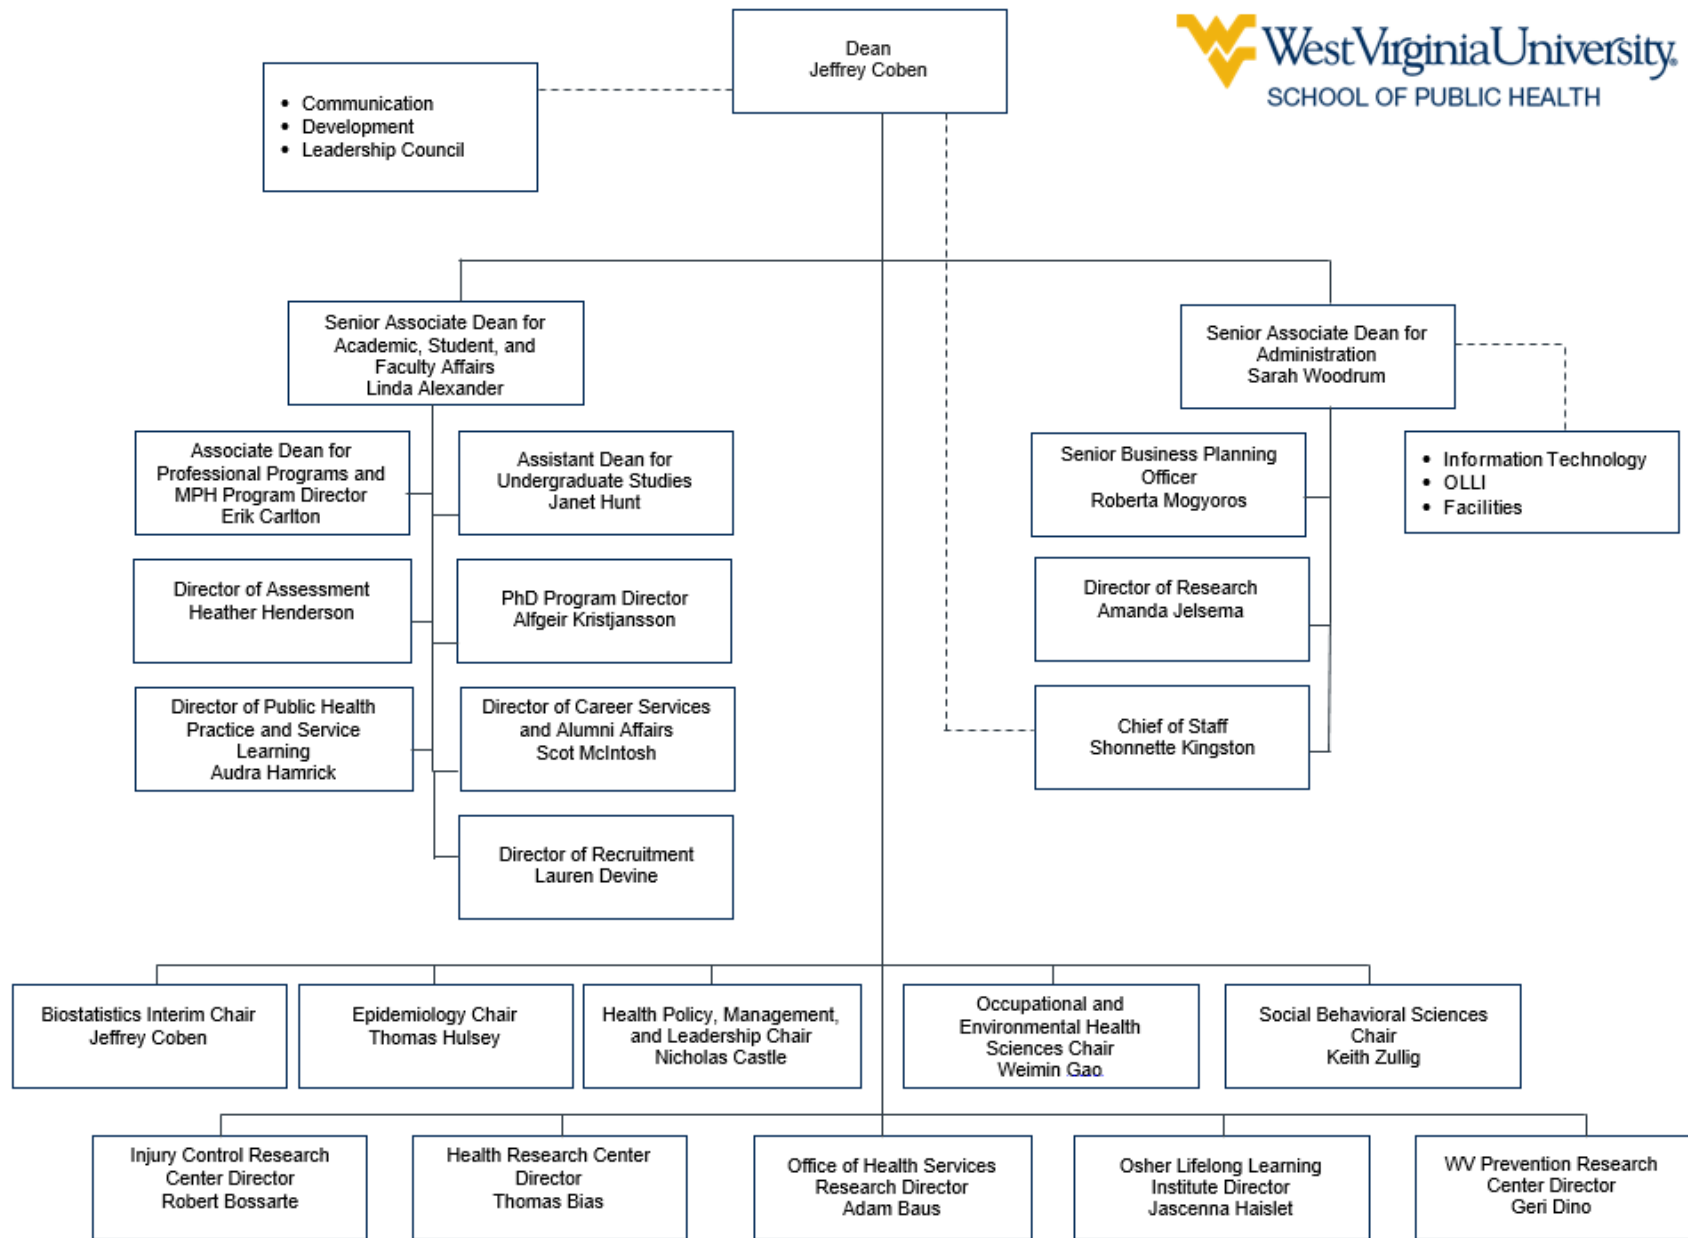 Dean
Jeffrey Coben
West Virginia University®
SCHOOL OF PUBLIC HEALTH
• Communication
• Development
• Leadership Council
Senior Associate Dean for
Academic, Student, and
Faculty Affairs
Linda Alexander
Senior Associate Dean for
Administration
Sarah Woodrum
Associate Dean for
Professional Programs and
MPH Program Director
Erik Carlton
Assistant Dean for
Undergraduate Studies
Janet Hunt
Senior Business Planning
Officer
Roberta Mogyoros
• Information Technology
• OLLI
• Facilities
Director of Assessment
Heather Henderson
PhD Program Director
Alfgeir Kristjansson
Director of Research
Amanda Jelsema
Director of Public Health
Practice and Service
Learning
Audra Hamrick
Director of Career Services
and Alumni Affairs
Scot McIntosh
Chief of Staff
Shonnette Kingston
Director of Recruitment
Lauren Devine
Biostatistics Interim Chair
Jeffrey Coben
Epidemiology Chair
Thomas Hulsey
Health Policy, Management,
and Leadership Chair
Nicholas Castle
Occupational and
Environmental Health
Sciences Chair
Weimin Gao
Social Behavioral Sciences
Chair
Keith Zullig
Injury Control Research
Center Director
Robert Bossarte
Health Research Center
Director
Thomas Bias
Office of Health Services
Research Director
Adam Baus
Osher Lifelong Learning
Institute Director
Jascenna Haislet
WV Prevention Research
Center Director
Geri Dino